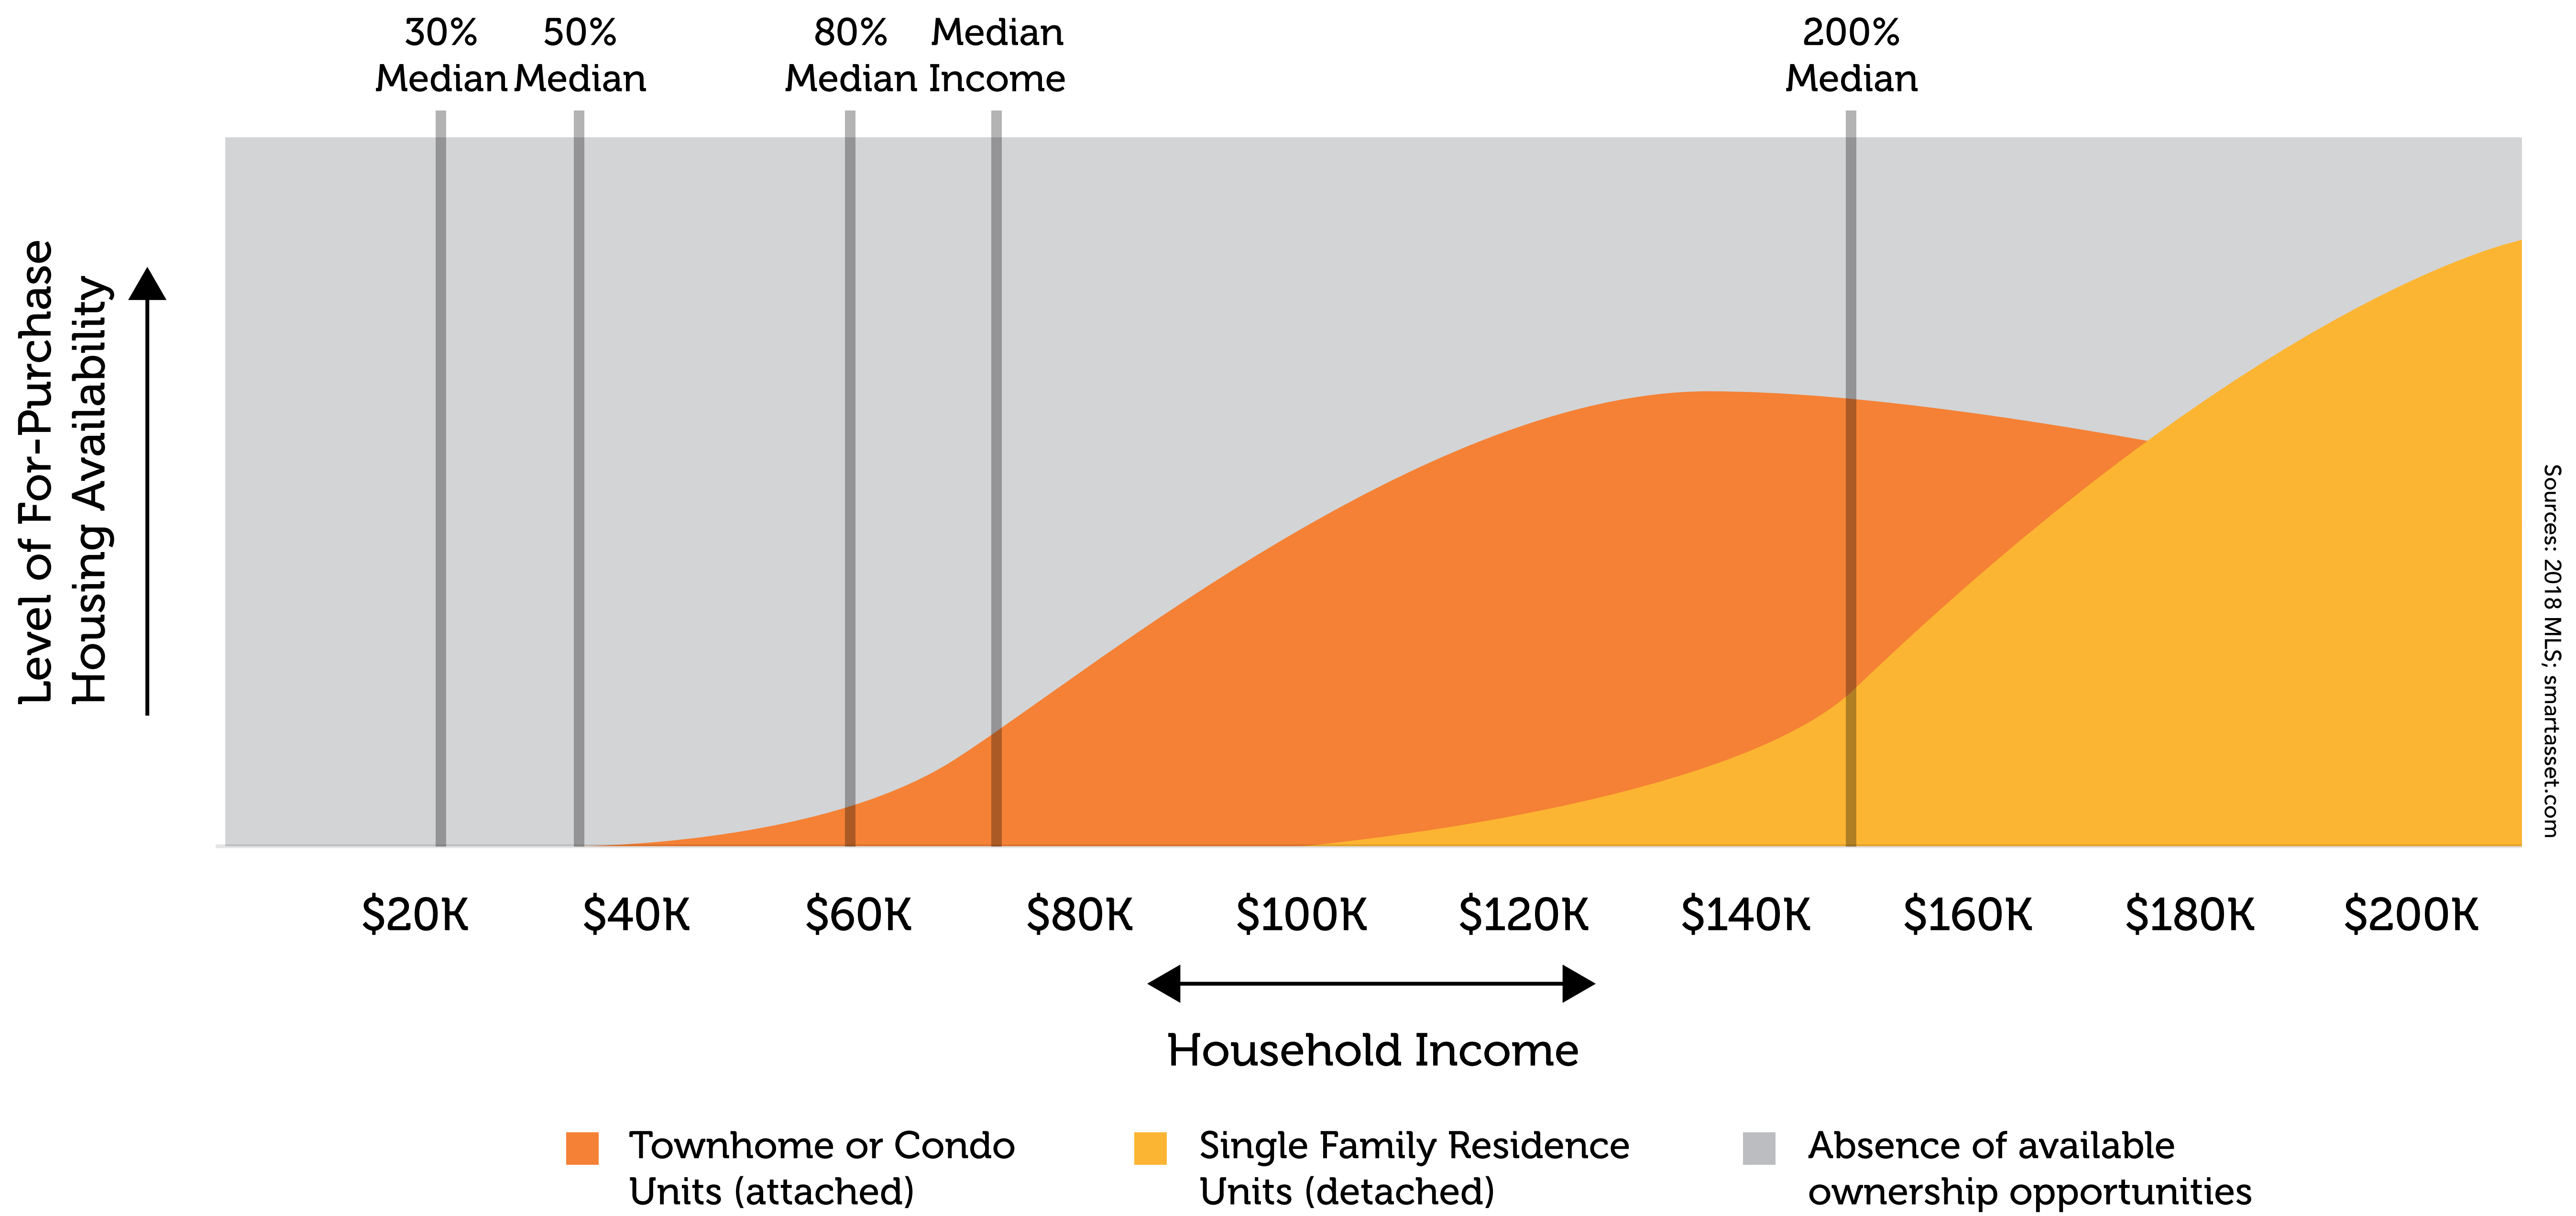 30%
Median
50%
Median
80%
Median
Median
Income
200%
Median
Level of For-Purchase
Housing Availability
$20K
$40K
$60K
$80K
$100K
$120K
$140K
$160K
$180K
$200K
Household Income
Townhome or Condo
Units (attached)
Single Family Residence
Units (detached)
Absence of available
ownership opportunities
Sources: 2018 MLS; smartasset.com